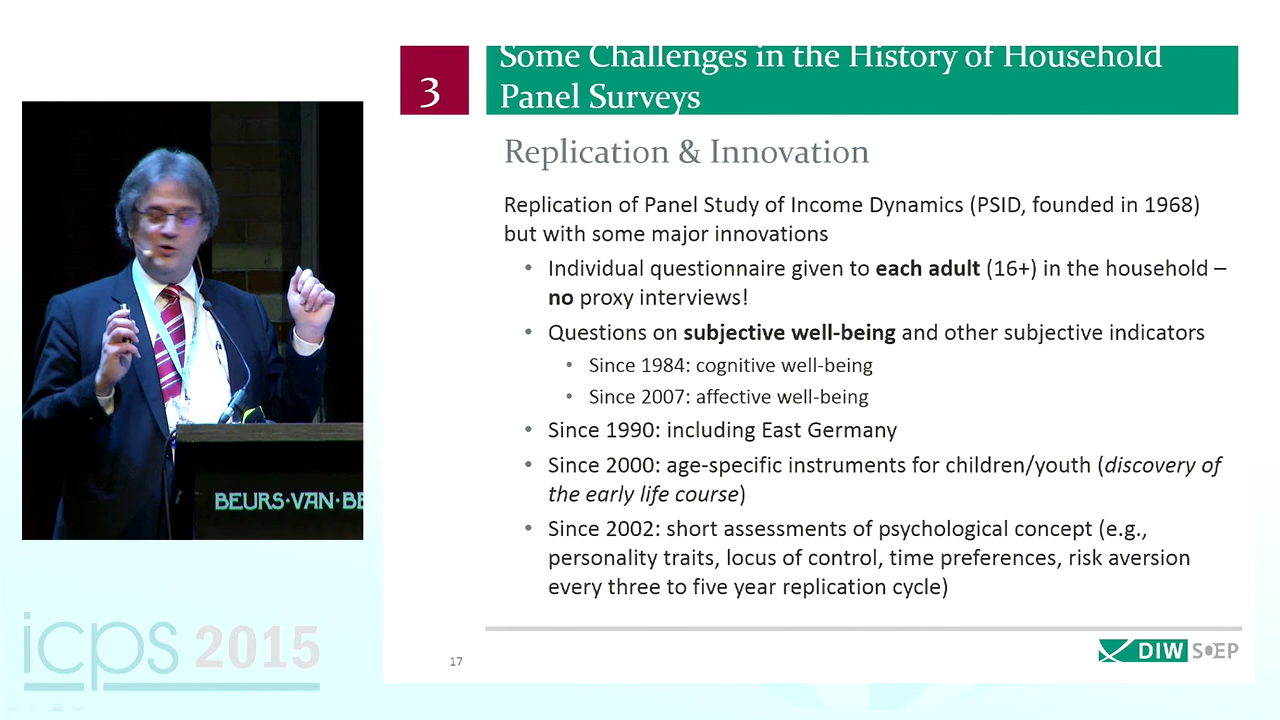 Some Challenges in the History of Household
3
Panel Surveys
Replication & Innovation
Replication of Panel Study of Income Dynamics (PSID, founded in 1968)
but with some major innovations
• Individual questionnaire given to each adult (16+) in the household –
no proxy interviews!
• Questions on subjective well-being and other subjective indicators
• Since 1984: cognitive well-being
• Since 2007: affective well-being
• Since 1990: including East Germany
• Since 2000: age-specific instruments for children/youth (discovery of
the early life course)
• Since 2002: short assessments of psychological concept (e.g.,
personality traits, locus of control, time preferences, risk aversion
every three to five year replication cycle)
BEURS·VAN·BE
icps 2015
17
DIW SOEP